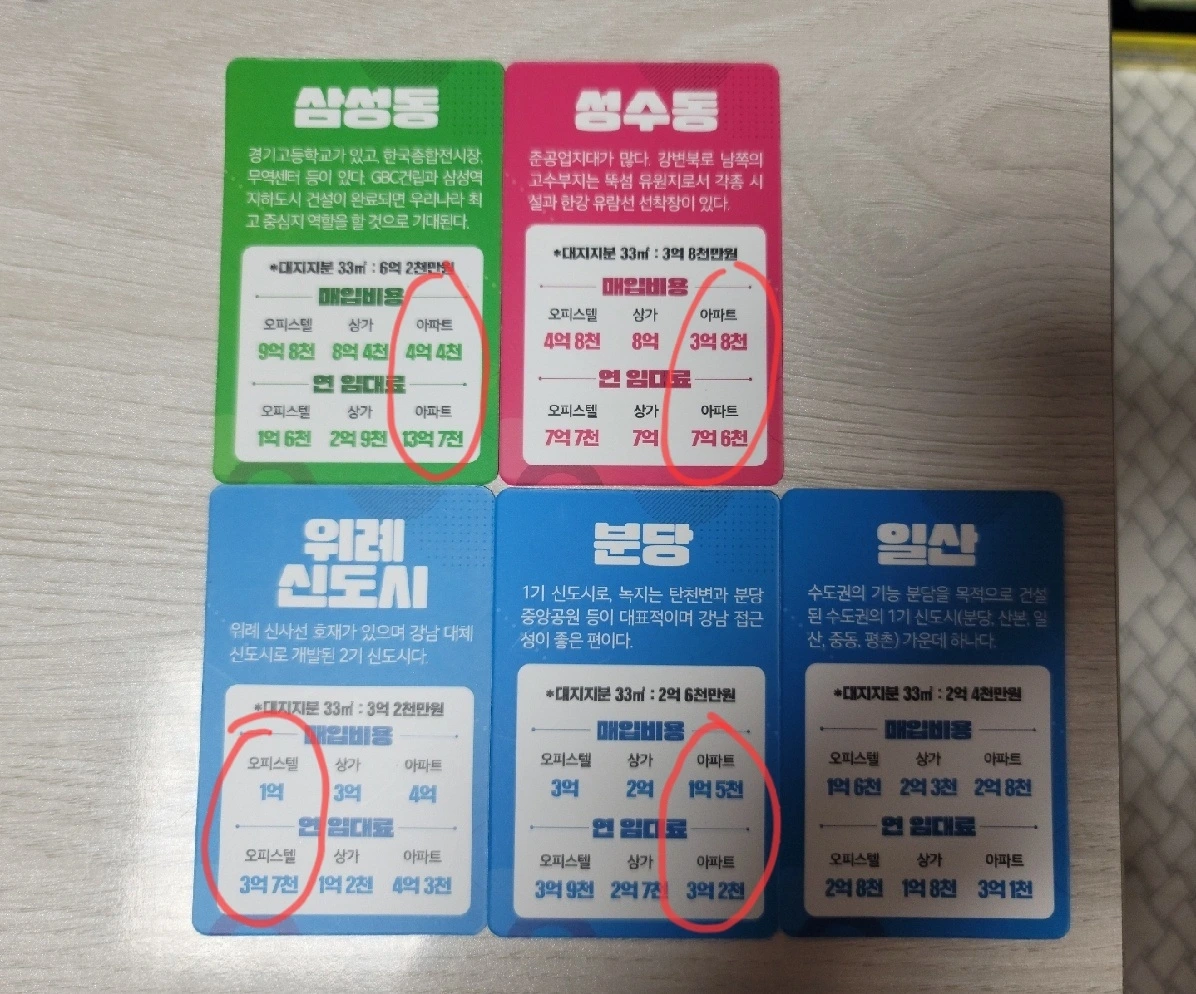 삼성동
경기고등학교가 있고, 한국종합전시장,
무역센터 등이 있다. GBC건립과 삼성역
지하도시 건설이 완료되면 우리나라 최
고 중심지 역할을 할 것으로 기대된다.
*대지지분 33㎡ : 6억 2천만원
매입비용
오피스텔 상가 아파트
9억 8천 8억 4천 4억 4천
연 임대료
오피스텔 상가 아파트
1억 6천 2억 9천 13억 7천
성수동
준공업지대가 많다. 강변북로 남쪽의
고수부지는 뚝섬 유원지로서 각종 시
설과 한강 유람선 선착장이 있다.
*대지지분 33㎡ : 3억 8천만원
매입비용
오피스텔 상가 아파트
4억 8천 8억 3억 8천
연 임대료
오피스텔 상가 아파트
7억 7천 7억 7억 6천
위례
신도시
위례 신사선 호재가 있으며 강남 대체
신도시로 개발된 2기 신도시다.
*대지지분 33㎡ : 3억 2천만원
매입비용
오피스텔 상가 아파트
1억 3억 4억
연 임대료
오피스텔 상가 아파트
3억 7천 1억 2천 4억 3천
분당
1기 신도시로, 녹지는 탄천변과 분당
중앙공원 등이 대표적이며 강남 접근
성이 좋은 편이다.
*대지지분 33㎡ : 2억 6천만원
매입비용
오피스텔 상가 아파트
3억 2억 1억 5천
연 임대료
오피스텔 상가 아파트
3억 9천 2억 7천 3억 2천
일산
수도권의 기능 분담을 목적으로 건설
된 수도권의 1기 신도시(분당, 산본, 일
산, 중동, 평촌) 가운데 하나다.
*대지지분 33㎡ : 2억 4천만원
매입비용
오피스텔 상가 아파트
1억 6천 2억 3천 2억 8천
연 임대료
오피스텔 상가 아파트
2억 8천 1억 8천 3억 1천